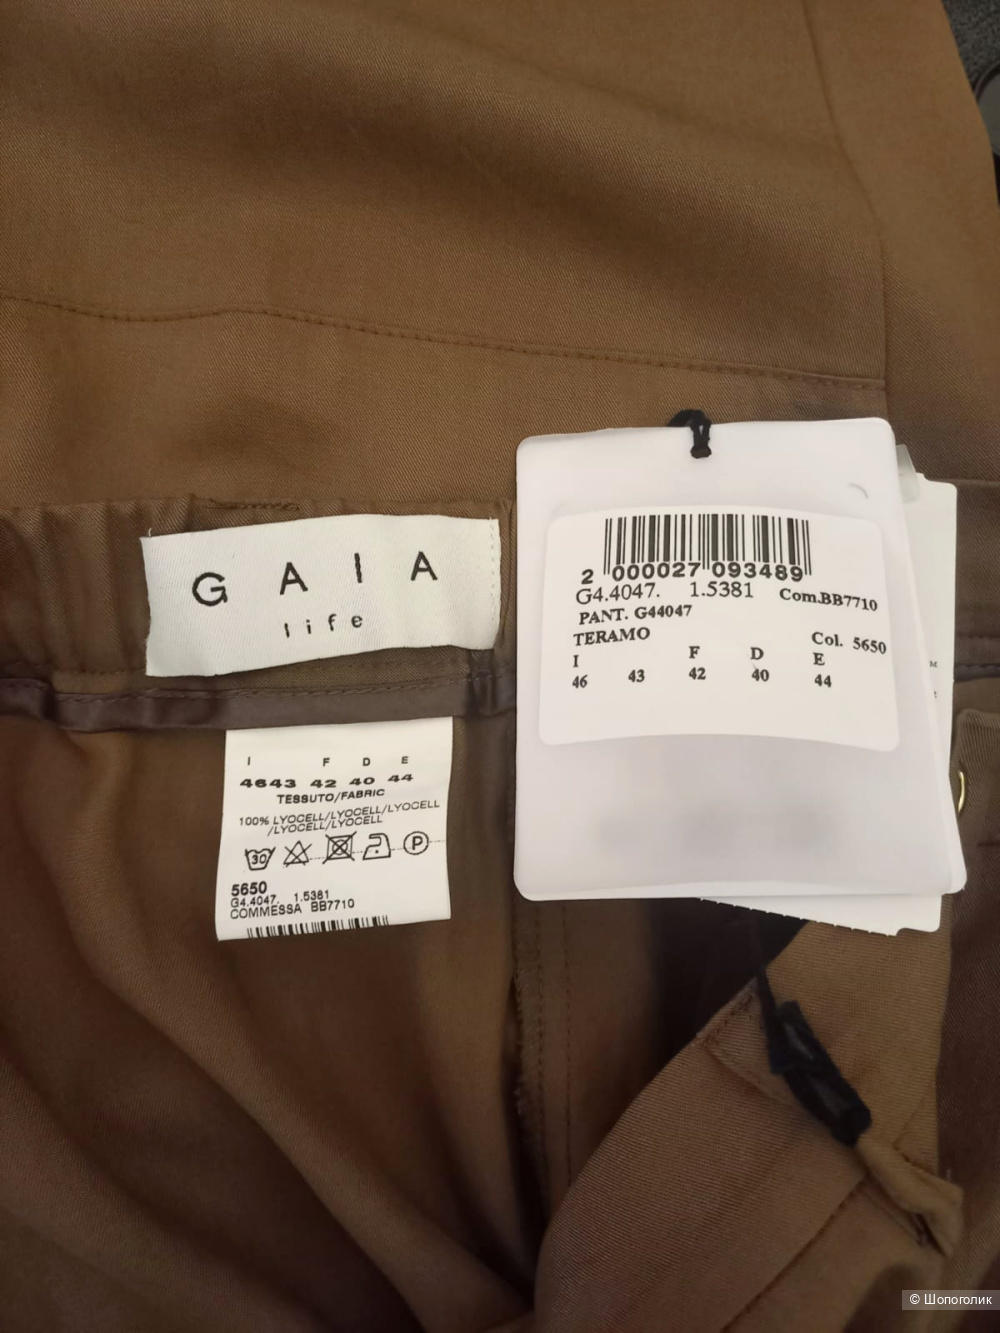 GAIA
life
2 000027 093489
G4.4047. 1.5381 Com.BB7710
PANT. G44047
TERAMO Col. 5650
I F D E
46 43 42 40 44
I F D E
4643 42 40 44
TESSUTO/FABRIC
100% LYOCELL/LYOCELL/LYOCELL
/LYOCELL/LYOCELL
30 P
5650
G4.4047. 1.5381
COMMESSA BB7710
© Шопоголик